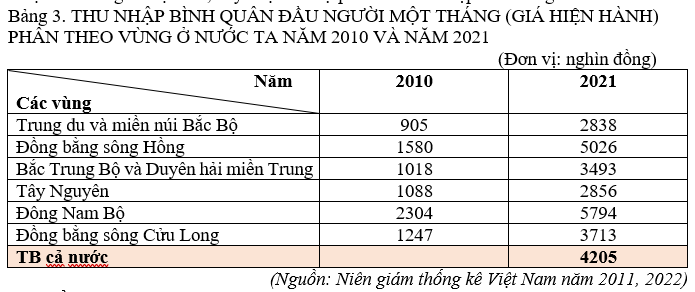 Bảng 3. THU NHẬP BÌNH QUÂN ĐẦU NGƯỜI MỘT THÁNG (GIÁ HIỆN HÀNH)
PHÂN THEO VÙNG Ở NƯỚC TA NĂM 2010 VÀ NĂM 2021
(Đơn vị: nghìn đồng)
Năm 2010 2021
Các vùng
Trung du và miền núi Bắc Bộ 905 2838
Đồng bằng sông Hồng 1580 5026
Bắc Trung Bộ và Duyên hải miền Trung 1018 3493
Tây Nguyên 1088 2856
Đông Nam Bộ 2304 5794
Đồng bằng sông Cửu Long 1247 3713
TB cả nước 4205
(Nguồn: Niên giám thống kê Việt Nam năm 2011, 2022)